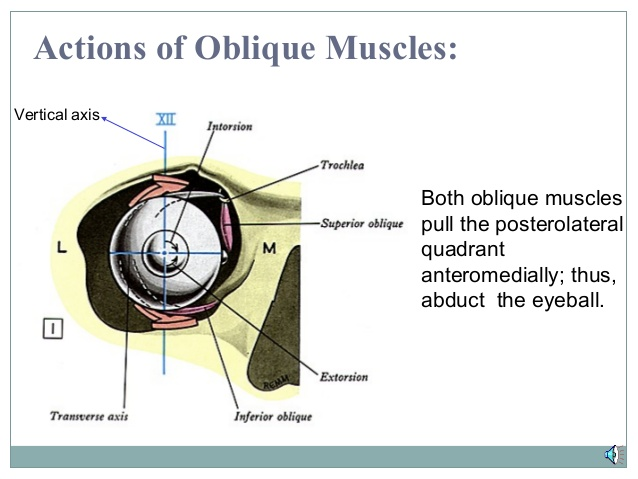 Actions of Oblique Muscles:
Vertical axis
XII
Intorsion
Trochlea
Superior oblique
L
M
Both oblique muscles
pull the posterolateral
quadrant
anteromedially; thus,
abduct the eyeball.
I
REMM
Extorsion
Transverse axis
Inferior oblique